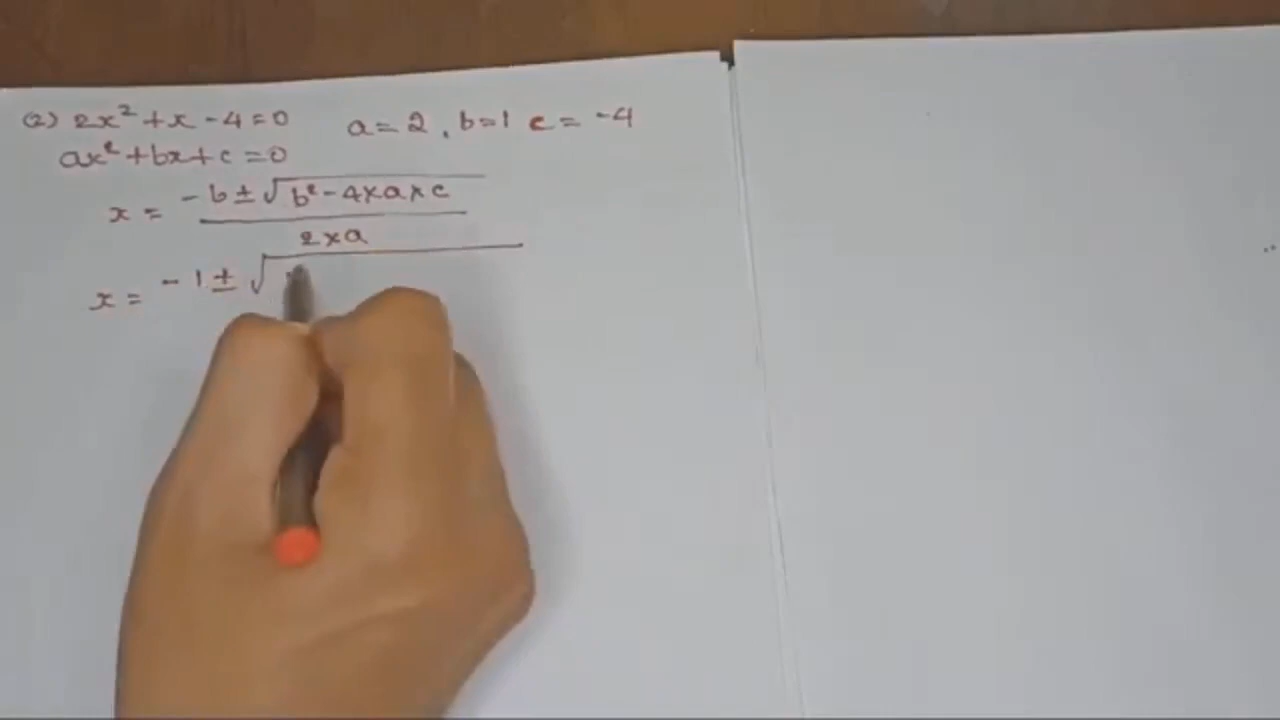 (2) 2x² + x - 4 = 0 a = 2, b = 1 c = -4
ax² + bx + c = 0
x = -b ± √(b² - 4 × a × c) / 2 × a
x = -1 ± √